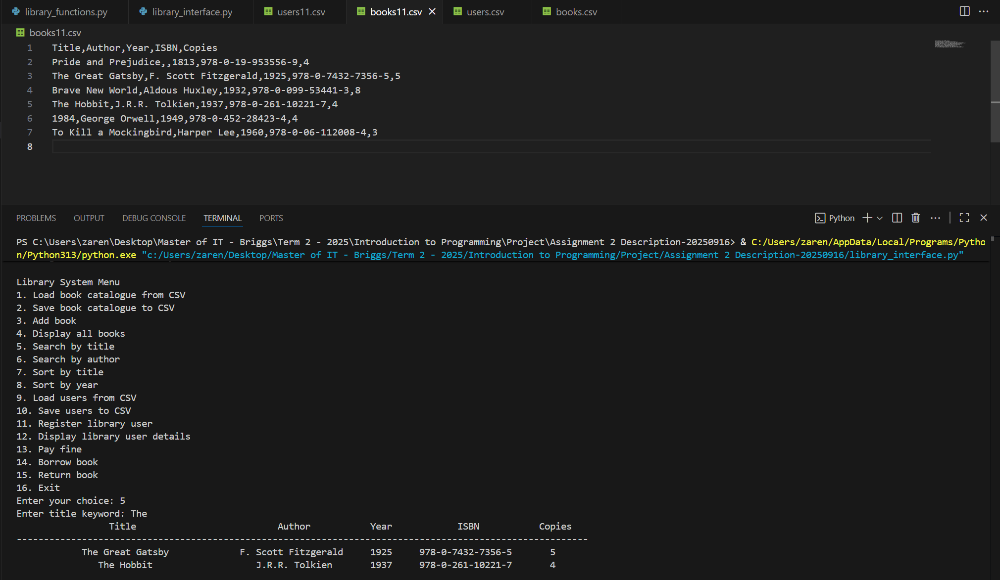 library_functions.py library_interface.py users11.csv books11.csv users.csv books.csv
books11.csv
1 Title,Author,Year,ISBN,Copies
2 Pride and Prejudice,,1813,978-0-19-953556-9,4
3 The Great Gatsby,F. Scott Fitzgerald,1925,978-0-7432-7356-5,5
4 Brave New World,Aldous Huxley,1932,978-0-099-53441-3,8
5 The Hobbit,J.R.R. Tolkien,1937,978-0-261-10221-7,4
6 1984,George Orwell,1949,978-0-452-28423-4,4
7 To Kill a Mockingbird,Harper Lee,1960,978-0-06-112008-4,3
8
PROBLEMS OUTPUT DEBUG CONSOLE TERMINAL PORTS Python
PS C:\Users\zaren\Desktop\Master of IT - Briggs\Term 2 - 2025\Introduction to Programming\Project\Assignment 2 Description-20250916> & C:/Users/zaren/AppData/Local/Programs/Pytho
n/Python313/python.exe "c:/Users/zaren/Desktop/Master of IT - Briggs/Term 2 - 2025/Introduction to Programming/Project/Assignment 2 Description-20250916/library_interface.py"
Library System Menu
1. Load book catalogue from CSV
2. Save book catalogue to CSV
3. Add book
4. Display all books
5. Search by title
6. Search by author
7. Sort by title
8. Sort by year
9. Load users from CSV
10. Save users to CSV
11. Register library user
12. Display library user details
13. Pay fine
14. Borrow book
15. Return book
16. Exit
Enter your choice: 5
Enter title keyword: The
Title Author Year ISBN Copies
---------------------------------------------------------------------------------------------------------
The Great Gatsby F. Scott Fitzgerald 1925 978-0-7432-7356-5 5
The Hobbit J.R.R. Tolkien 1937 978-0-261-10221-7 4